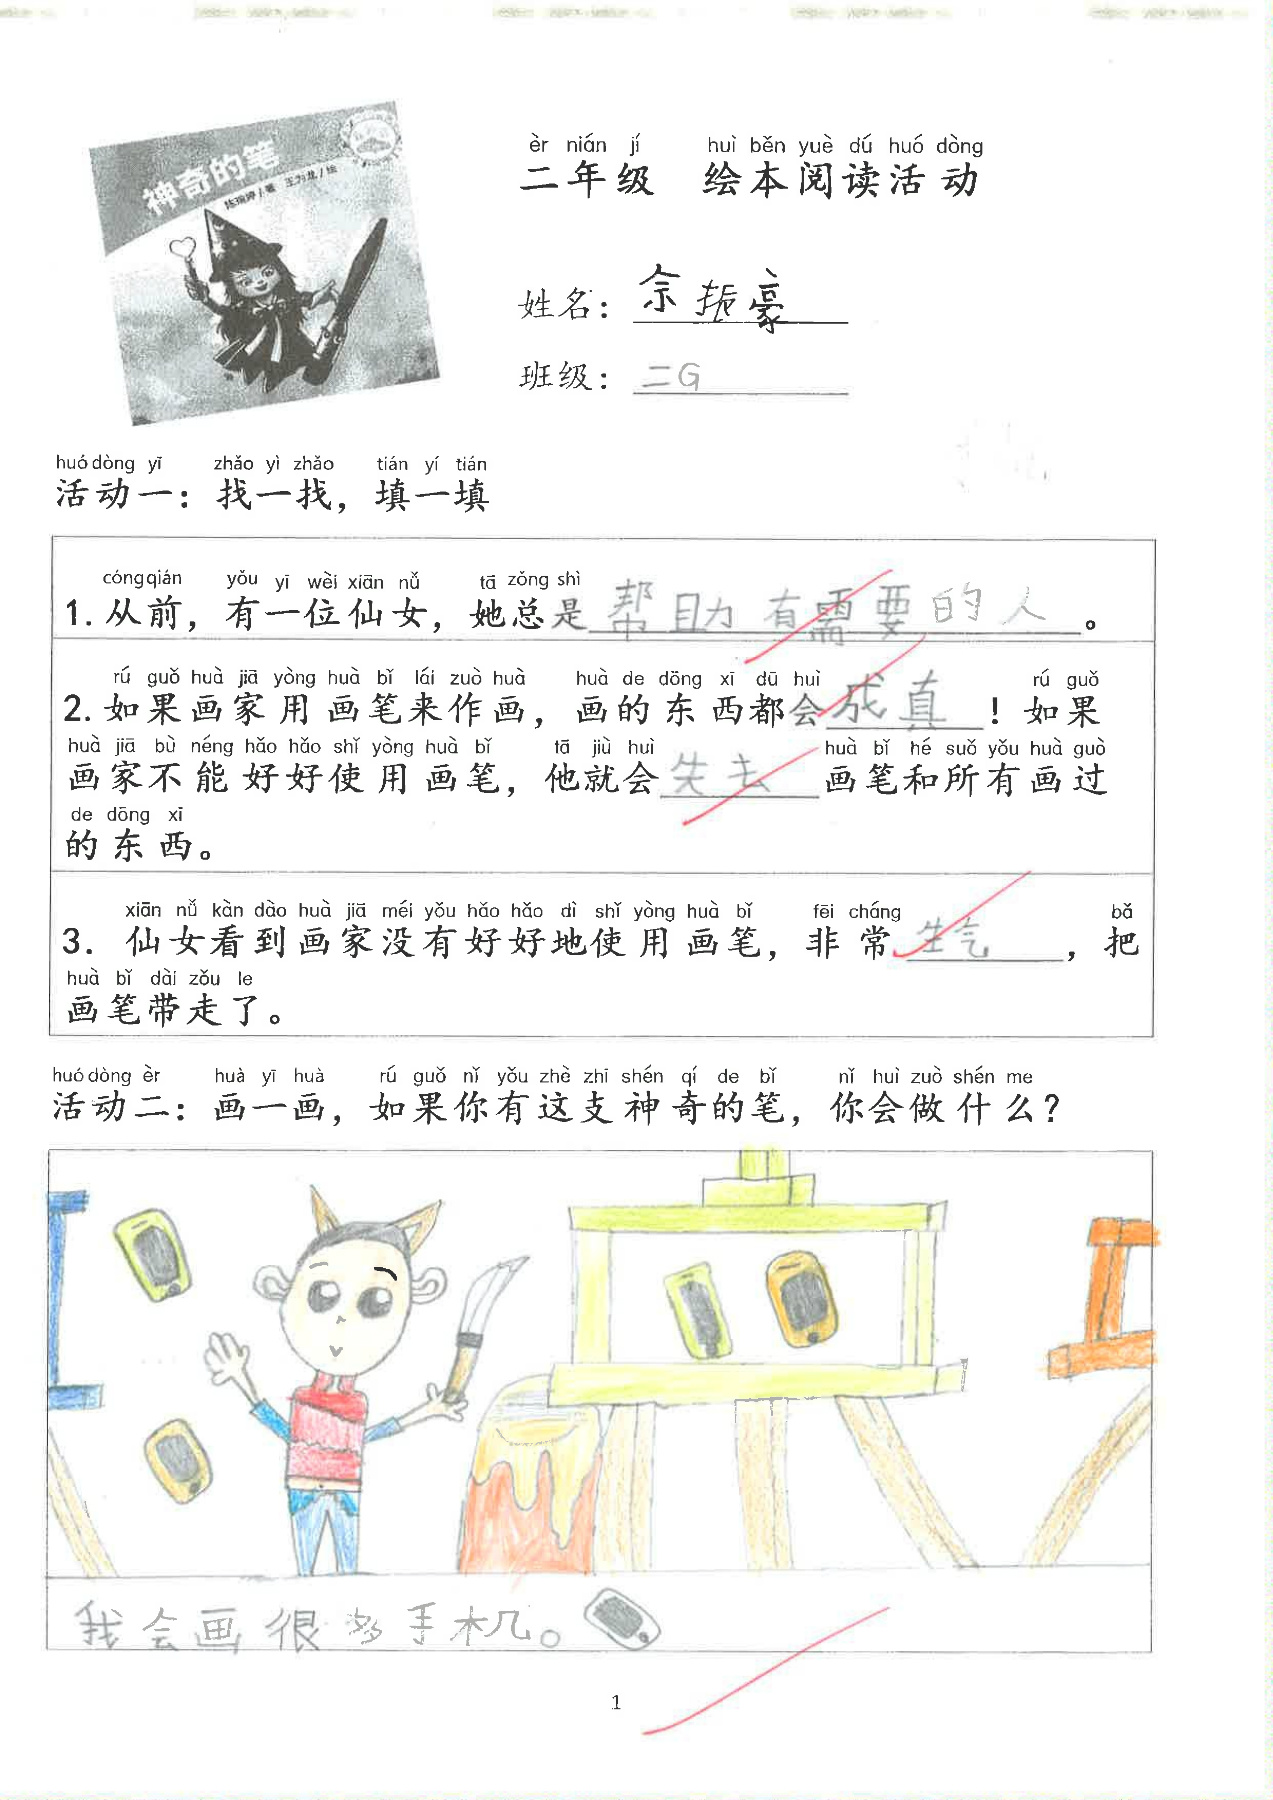 神奇的笔
陈琬婷/著 王为龙/绘
èr nián jí huì běn yuè dú huó dòng
二年级 绘本阅读活动
姓名：佘振豪
班级：二G
huó dòng yī zhǎo yì zhǎo tián yí tián
活动一：找一找，填一填
cóng qián yǒu yī wèi xiān nǚ tā zǒng shì
1. 从前，有一位仙女，她总是帮助有需要的人。
rú guǒ huà jiā yòng huà bǐ lái zuò huà huà de dōng xī dū huì rú guǒ
2. 如果画家用画笔来作画，画的东西都会成真！如果
huà jiā bù néng hǎo hǎo shǐ yòng huà bǐ tā jiù huì huà bǐ hé suǒ yǒu huà guò
画家不能好好使用画笔，他就会失去画笔和所有画过
de dōng xi
的东西。
xiān nǚ kàn dào huà jiā méi yǒu hǎo hǎo dì shǐ yòng huà bǐ fēi cháng bǎ
3. 仙女看到画家没有好好地使用画笔，非常生气，把
huà bǐ dài zǒu le
画笔带走了。
huó dòng èr huà yī huà rú guǒ nǐ yǒu zhè zhī shén qí de bǐ nǐ huì zuò shén me
活动二：画一画，如果你有这支神奇的笔，你会做什么？
我会画很多手机。
1